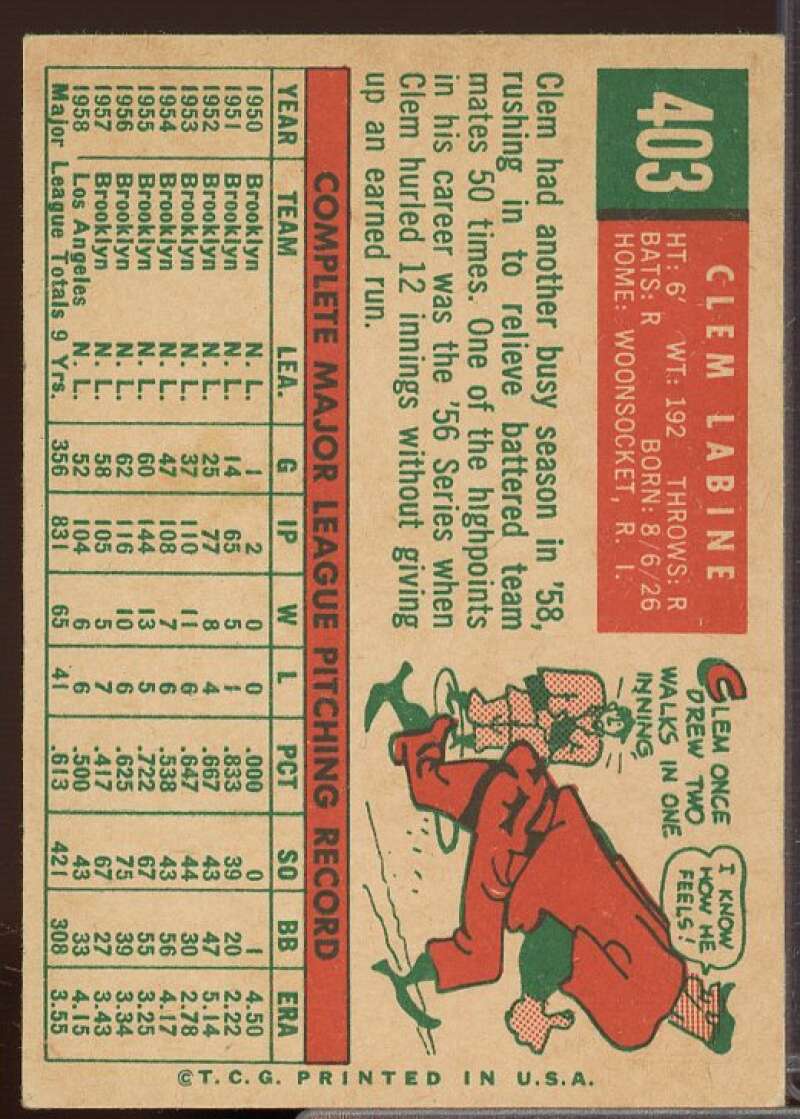 403
CLEM LABINE
HT: 6' WT: 192 THROWS: R
BATS: R BORN: 8/6/26
HOME: WOONSOCKET, R. I.
Clem had another busy season in '58,
rushing in to relieve battered team
mates 50 times. One of the highpoints
in his career was the '56 Series when
Clem hurled 12 innings without giving
up an earned run.
CLEM ONCE
DREW TWO
WALKS IN ONE
INNING
I KNOW
HOW HE
FEELS!
COMPLETE MAJOR LEAGUE PITCHING RECORD
YEAR TEAM LEA. G IP W L PCT SO BB ERA
1950 Brooklyn N. L. 1 2 0 0 .000 0 1 4.50
1951 Brooklyn N. L. 14 65 5 1 .833 39 20 2.22
1952 Brooklyn N. L. 25 77 8 4 .667 43 47 5.14
1953 Brooklyn N. L. 37 110 11 6 .647 44 30 2.78
1954 Brooklyn N. L. 47 108 7 6 .538 43 56 4.17
1955 Brooklyn N. L. 60 144 13 5 .722 67 55 3.25
1956 Brooklyn N. L. 62 116 10 6 .625 75 39 3.34
1957 Brooklyn N. L. 58 105 5 7 .417 67 27 3.43
1958 Los Angeles N. L. 52 104 6 6 .500 43 33 4.15
Major League Totals 9 Yrs. 356 831 65 41 .613 421 308 3.55
©T.C.G. PRINTED IN U.S.A.